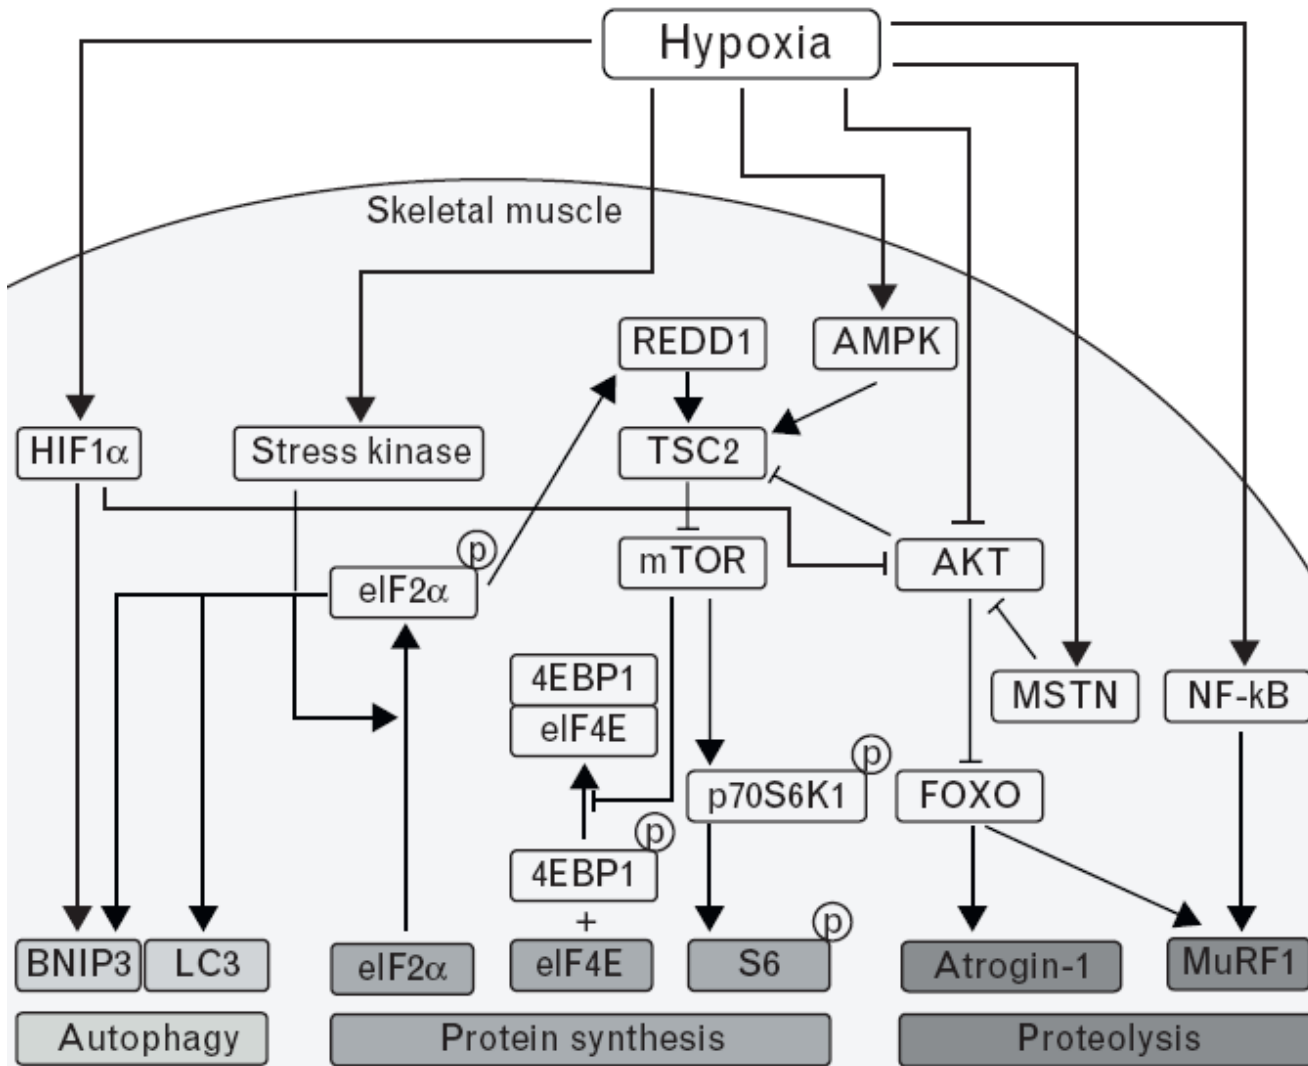 Hypoxia
Skeletal muscle
REDD1
AMPK
HIF1α
Stress kinase
TSC2
p
mTOR
AKT
eIF2α
4EBP1
eIF4E
MSTN
NF-kB
p
p70S6K1
FOXO
p
4EBP1
+
p
BNIP3
LC3
eIF2α
eIF4E
S6
Atrogin-1
MuRF1
Autophagy
Protein synthesis
Proteolysis